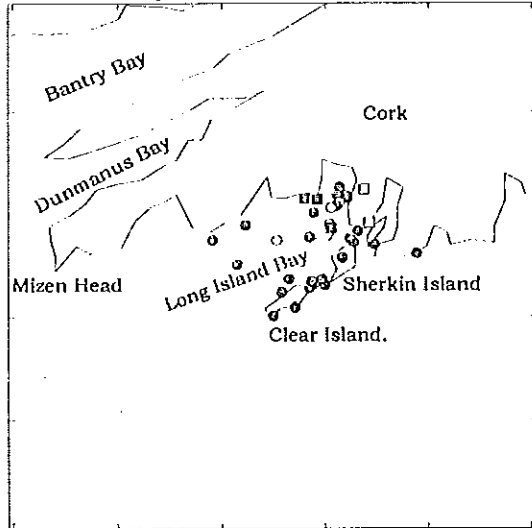 Bantry Bay
Cork
Dunmanus Bay
Mizen Head
Long Island Bay
Sherkin Island
Clear Island.